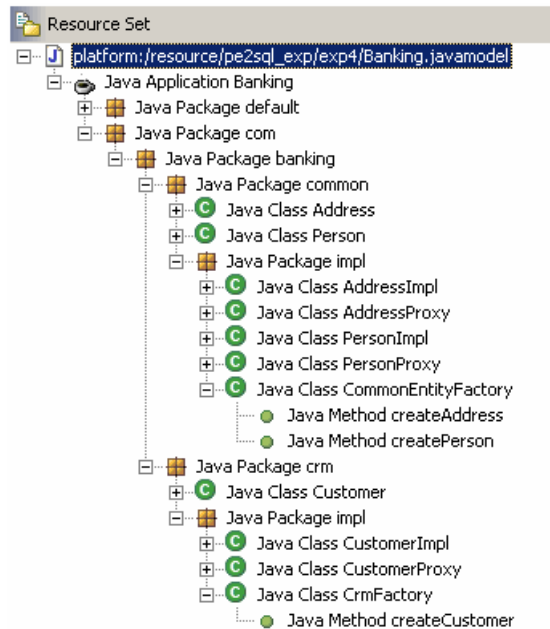 Resource Set
platform:/resource/pe2sql_exp/exp4/Banking.javamodel
Java Application Banking
Java Package default
Java Package com
Java Package banking
Java Package common
Java Class Address
Java Class Person
Java Package impl
Java Class AddressImpl
Java Class AddressProxy
Java Class PersonImpl
Java Class PersonProxy
Java Class CommonEntityFactory
Java Method createAddress
Java Method createPerson
Java Package crm
Java Class Customer
Java Package impl
Java Class CustomerImpl
Java Class CustomerProxy
Java Class CrmFactory
Java Method createCustomer